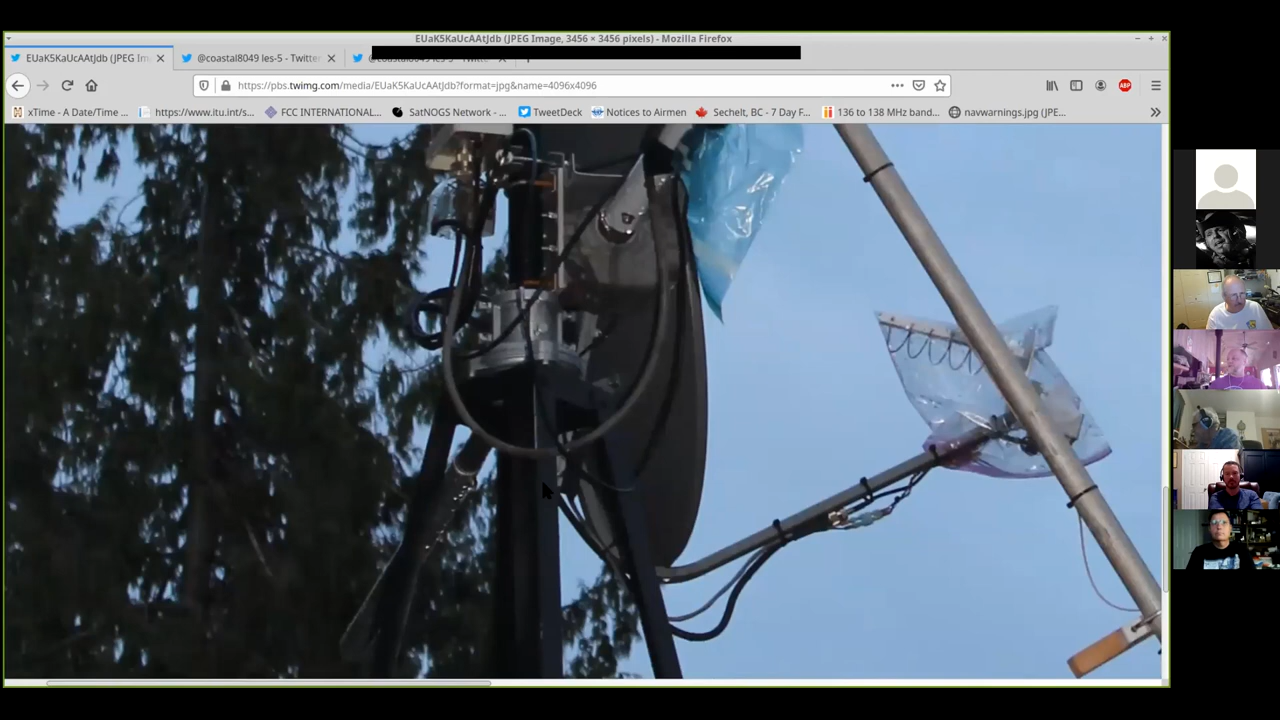 EUaK5KaUcAAtJdb (JPEG Image, 3456 × 3456 pixels) - Mozilla Firefox
EUaK5KaUcAAtJdb (JPEG Im
@coastal8049 les-5 - Twitter
https://pbs.twimg.com/media/EUaK5KaUcAAtJdb?format=jpg&name=4096x4096
ABP
xTime - A Date/Time ...
https://www.itu.int/s...
FCC INTERNATIONAL...
SatNOGS Network - ...
TweetDeck
Notices to Airmen
Sechelt, BC - 7 Day F...
136 to 138 MHz band...
navwarnings.jpg (JPE...